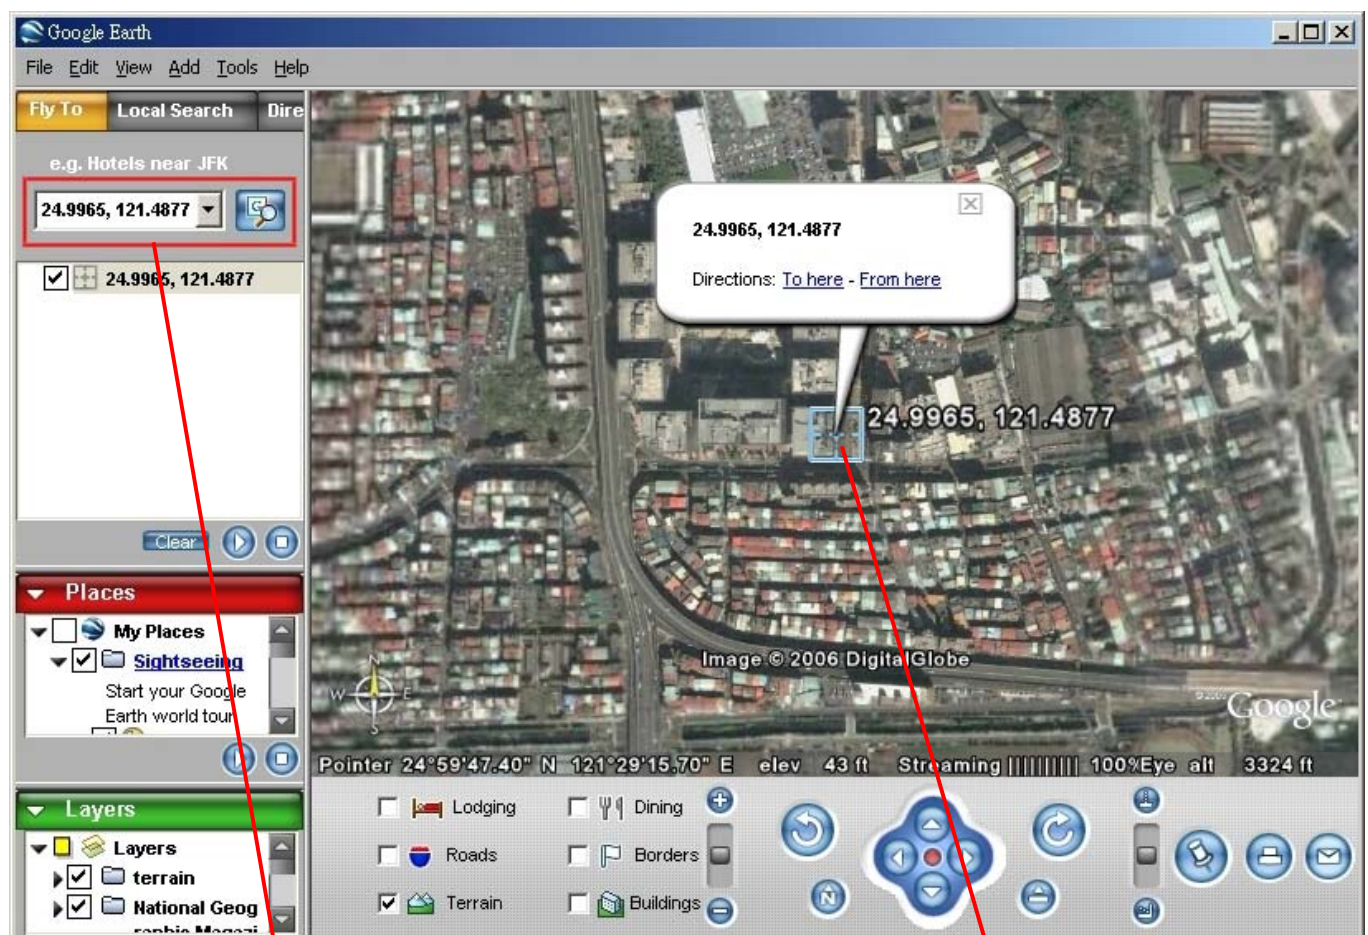 Google Earth
File Edit View Add Tools Help
Fly To Local Search Dire
e.g. Hotels near JFK
24.9965, 121.4877
24.9965, 121.4877
Clear
Places
My Places
Sightseeing
Start your Google
Earth world tour
Layers
Layers
terrain
National Geog
raphic Magazi
24.9965, 121.4877
Directions: To here - From here
24.9965, 121.4877
Image © 2006 DigitalGlobe
N
W E
S
© 2005 Google
Pointer 24°59'47.40" N 121°29'15.70" E elev 43 ft Streaming |||||||||| 100% Eye alt 3324 ft
Lodging Dining
Roads Borders
Terrain Buildings
N